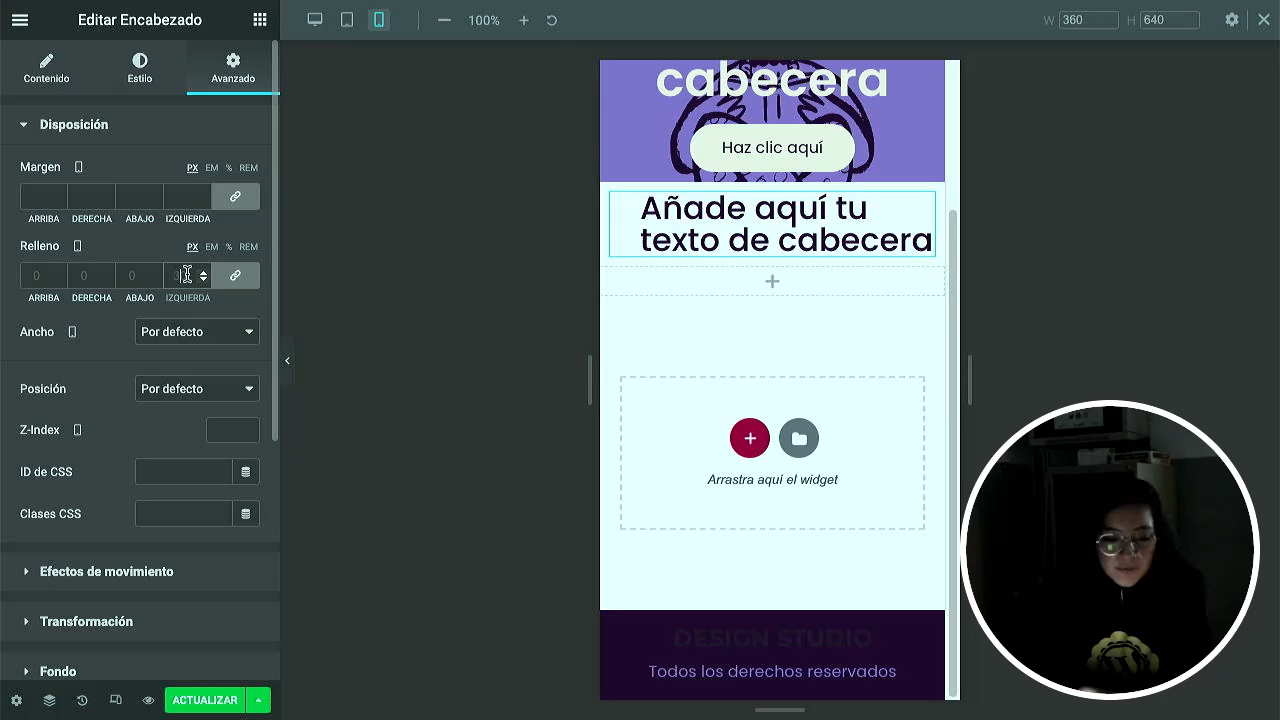 Editar Encabezado
100%
W 360 H 640
Contenido
Estilo
Avanzado
Disposición
Margen
PX EM % REM
ARRIBA DERECHA ABAJO IZQUIERDA
Relleno
PX EM % REM
0 0 0
ARRIBA DERECHA ABAJO IZQUIERDA
Ancho
Por defecto
Posición
Por defecto
Z-Index
ID de CSS
Clases CSS
Efectos de movimiento
Transformación
Fondo
ACTUALIZAR
cabecera
Haz clic aquí
Añade aquí tu
texto de cabecera
Arrastra aquí el widget
DESIGN STUDIO
Todos los derechos reservados